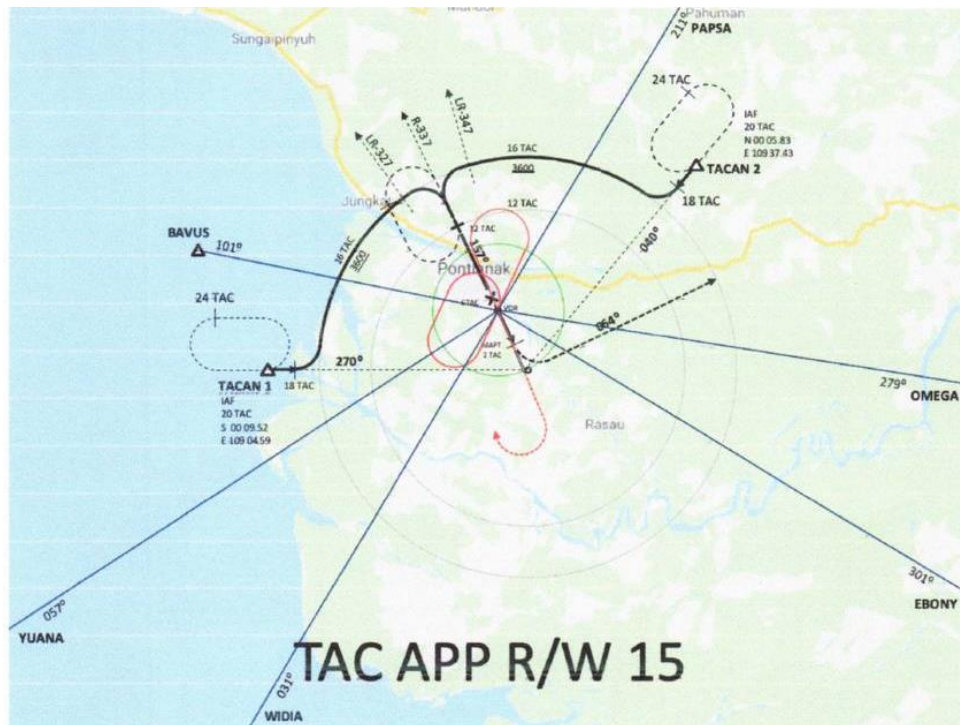 Pahuman
Sungaipinyuh
211°
PAPSA
24 TAC
IAF
20 TAC
N 00 05.83
E 109 37.43
TACAN 2
18 TAC
LR-347
R-337
LR-327
16 TAC
3600
12 TAC
12 TAC
040°
BAVUS
101°
16 TAC
3600
157°
Pontianak
VOR
24 TAC
MAPT
2 TAC
064°
270°
TACAN 1
18 TAC
IAF
20 TAC
S 00 09.52
E 109 04.59
279°
OMEGA
Rasau
301°
EBONY
057°
YUANA
031°
WIDIA
TAC APP R/W 15